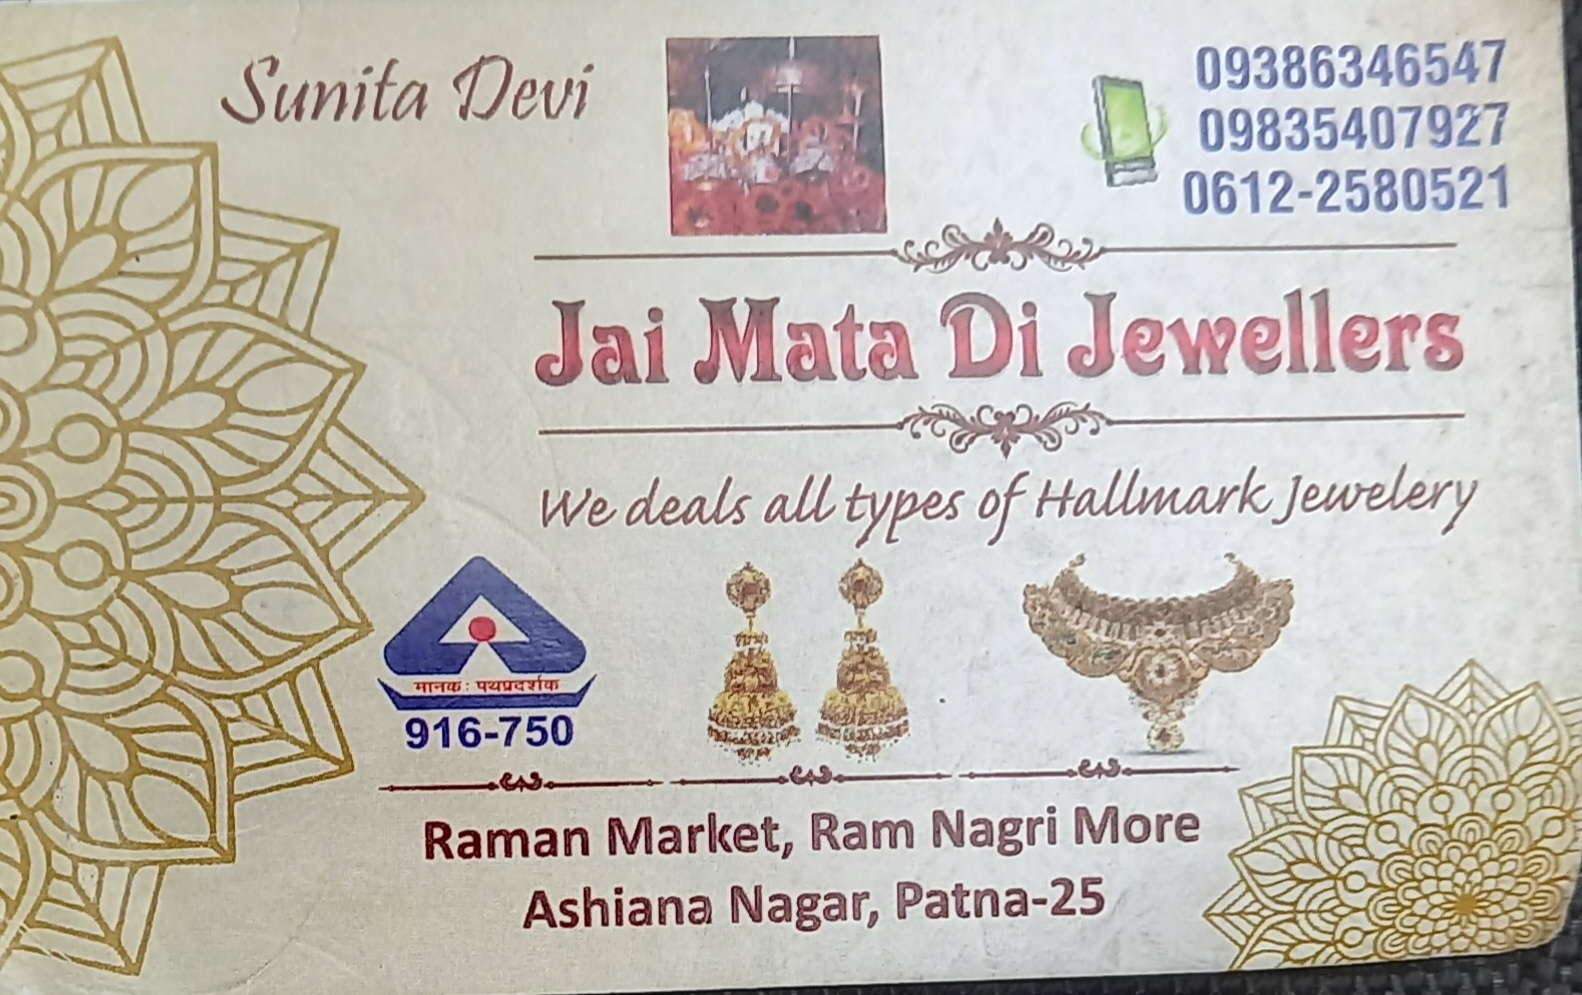 Sunita Devi
09386346547
09835407927
0612-2580521
Jai Mata Di Jewellers
We deals all types of Hallmark Jewelery
मानक: पथप्रदर्शक
916-750
Raman Market, Ram Nagri More
Ashiana Nagar, Patna-25